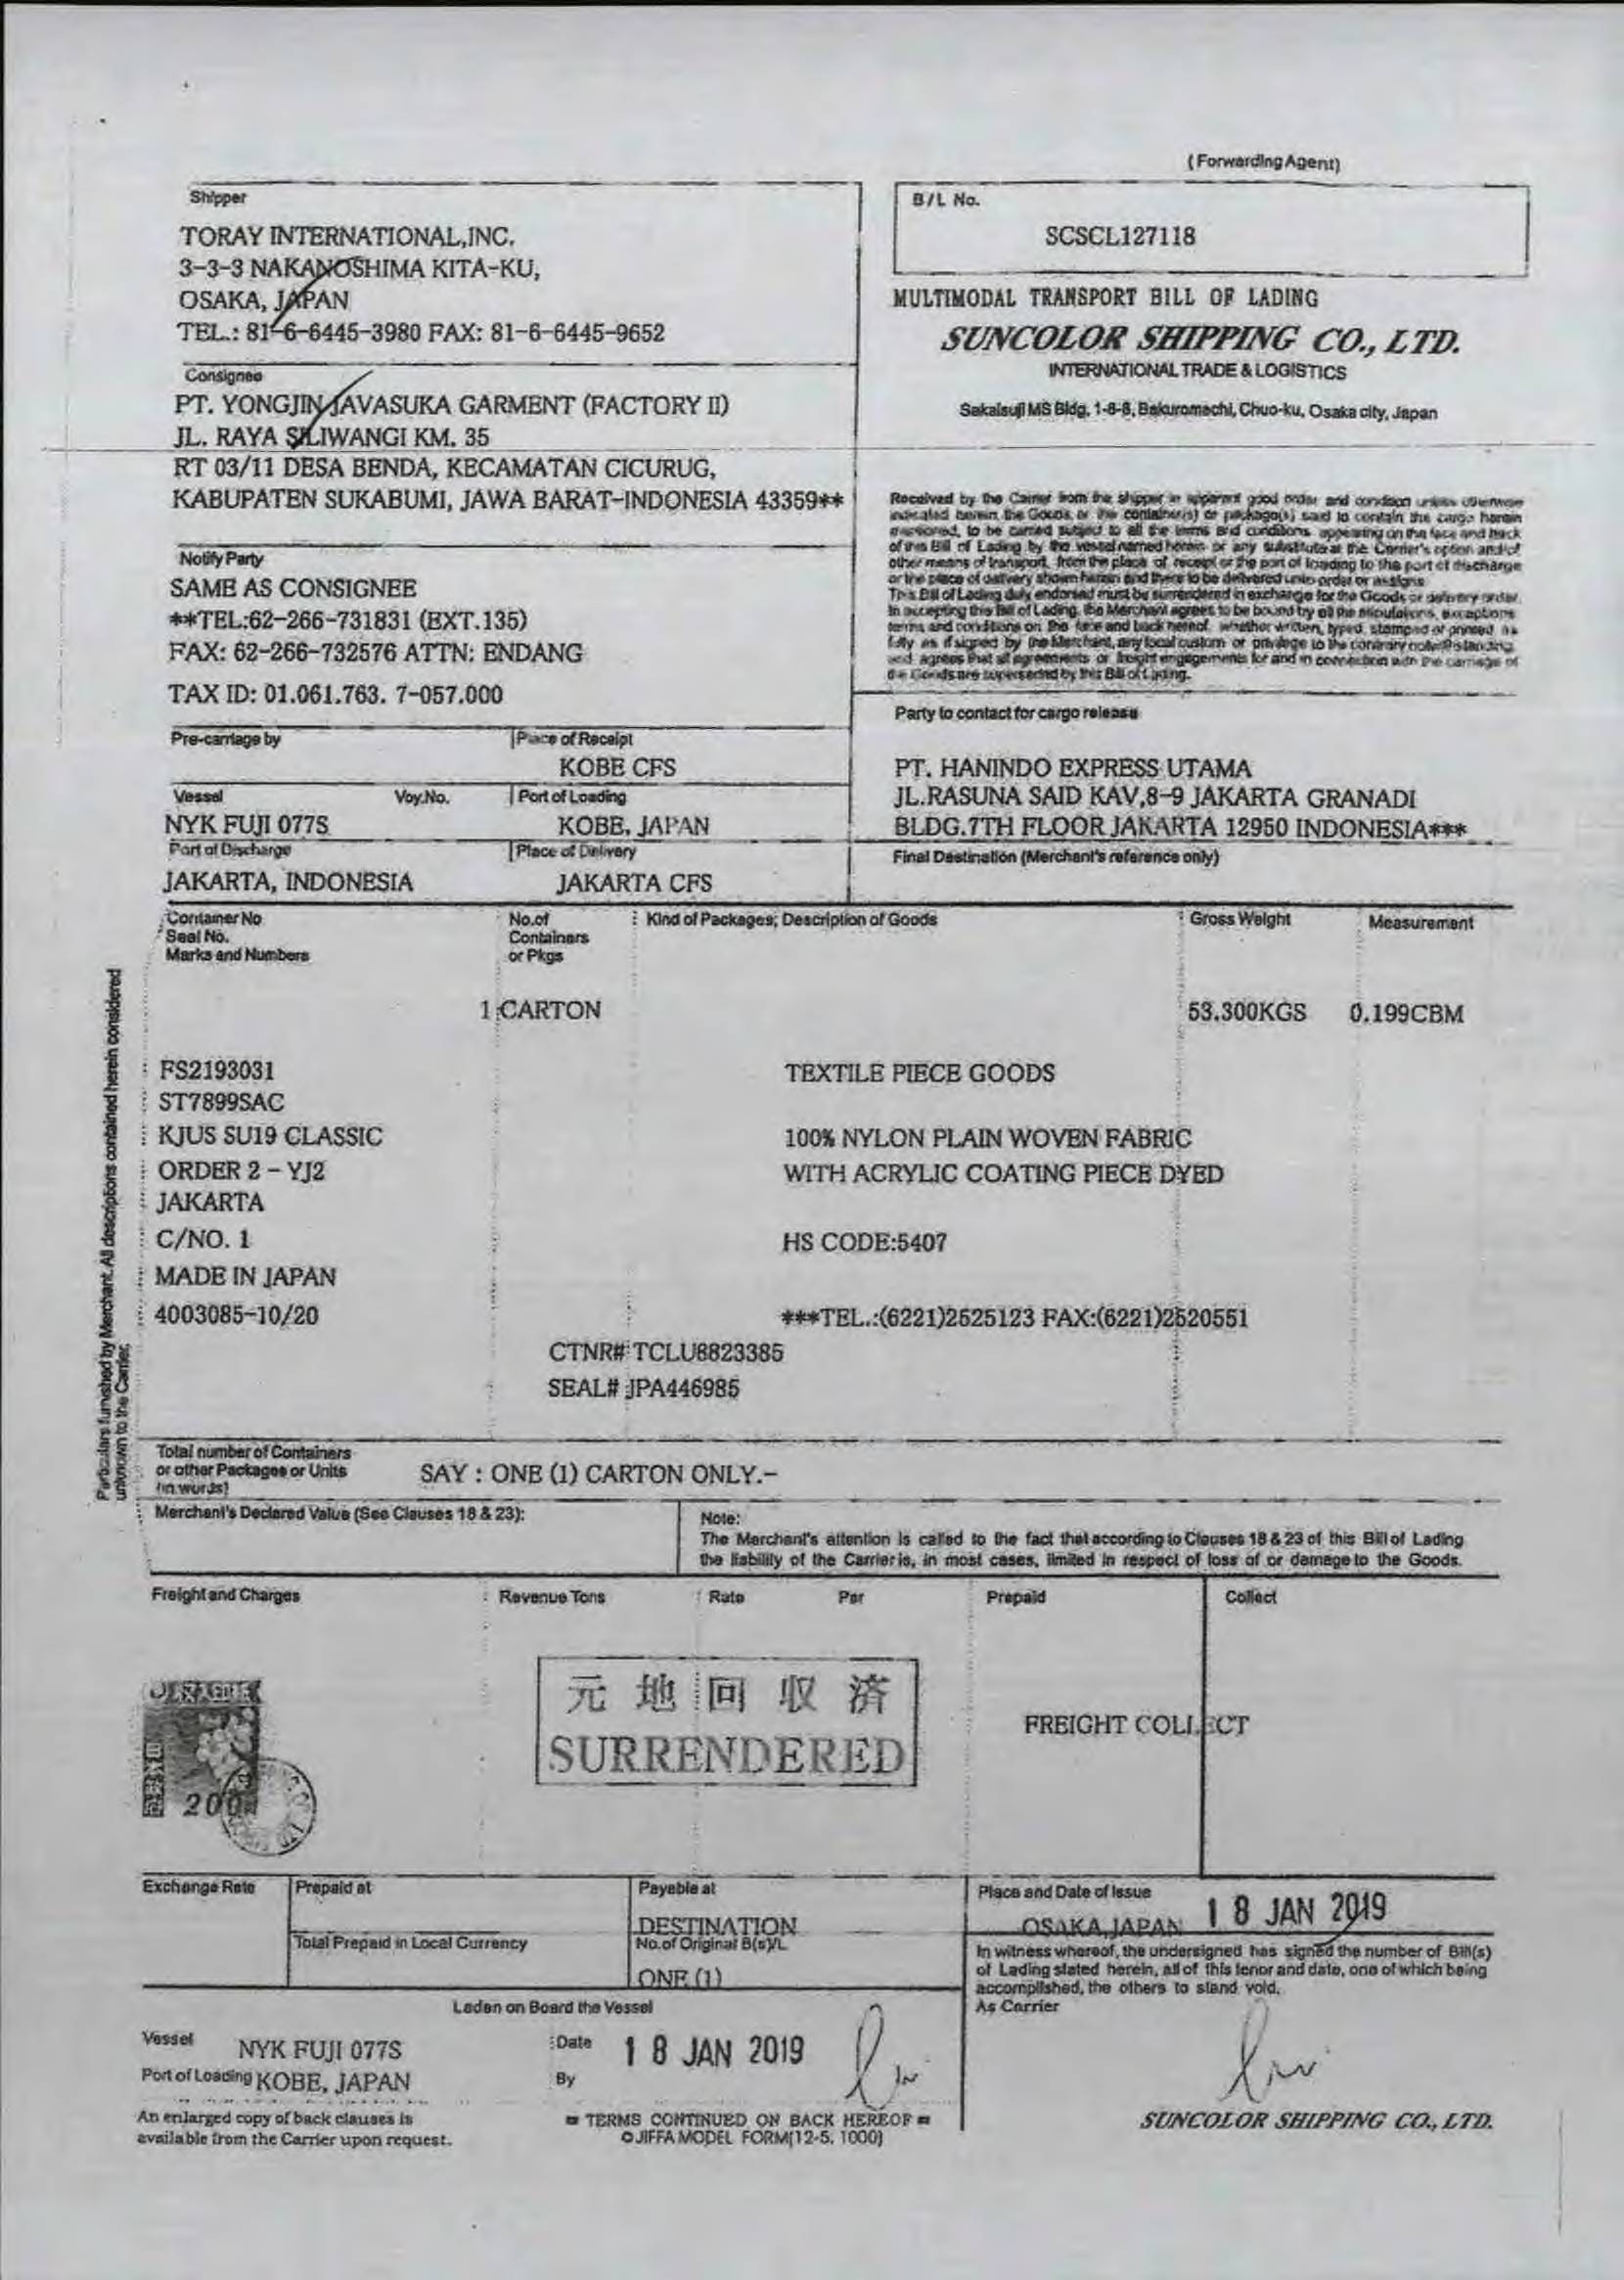 (Forwarding Agent)
Shipper
TORAY INTERNATIONAL,INC.
3-3-3 NAKANOSHIMA KITA-KU,
OSAKA, JAPAN
TEL.: 81-6-6445-3980 FAX: 81-6-6445-9652
B/L No.
SCSCL127118
MULTIMODAL TRANSPORT BILL OF LADING
SUNCOLOR SHIPPING CO., LTD.
INTERNATIONAL TRADE & LOGISTICS
Sakaisuji MS Bldg, 1-8-8, Bakuromachi, Chuo-ku, Osaka city, Japan
Consignee
PT. YONGJIN JAVASUKA GARMENT (FACTORY II)
JL. RAYA SILIWANGI KM. 35
RT 03/11 DESA BENDA, KECAMATAN CICURUG,
KABUPATEN SUKABUMI, JAWA BARAT-INDONESIA 43359**
Notify Party
SAME AS CONSIGNEE
**TEL:62-266-731831 (EXT.135)
FAX: 62-266-732576 ATTN: ENDANG
TAX ID: 01.061.763. 7-057.000
Received by the Carrier from the shipper in apparent good order and condition unless otherwise
indicated herein, the Goods, or the container(s) or package(s) said to contain the cargo herein
mentioned, to be carried subject to all the terms and conditions appearing on the face and back
of this Bill of Lading by the vessel named herein or any substitute at the Carrier's option and/or
other means of transport, from the place of receipt or the port of loading to the port of discharge
or the place of delivery shown herein and there to be delivered unto order or assigns.
This Bill of Lading duly endorsed must be surrendered in exchange for the Goods or delivery order.
In accepting this Bill of Lading, the Merchant agrees to be bound by all the stipulations, exceptions,
terms and conditions on the face and back hereof, whether written, typed, stamped or printed, as
fully as if signed by the Merchant, any local custom or privilege to the contrary notwithstanding,
and agrees that all agreements or freight engagements for and in connection with the carriage of
the Goods are superseded by this Bill of Lading.
Party to contact for cargo release
PT. HANINDO EXPRESS UTAMA
JL.RASUNA SAID KAV,8-9 JAKARTA GRANADI
BLDG.7TH FLOOR JAKARTA 12950 INDONESIA***
Pre-carriage by
Place of Receipt
KOBE CFS
Vessel Voy.No.
NYK FUJI 077S
Port of Loading
KOBE, JAPAN
Port of Discharge
JAKARTA, INDONESIA
Place of Delivery
JAKARTA CFS
Final Destination (Merchant's reference only)
Container No
Seal No.
Marks and Numbers
No.of
Containers
or Pkgs
Kind of Packages; Description of Goods
Gross Weight
Measurement
1 CARTON 53.300KGS 0.199CBM
FS2193031 TEXTILE PIECE GOODS
ST7899SAC
KJUS SU19 CLASSIC 100% NYLON PLAIN WOVEN FABRIC
ORDER 2 - YJ2 WITH ACRYLIC COATING PIECE DYED
JAKARTA
C/NO. 1 HS CODE:5407
MADE IN JAPAN
4003085-10/20 ***TEL.:(6221)2525123 FAX:(6221)2520551
CTNR# TCLU8823385
SEAL# JPA446985
Particulars furnished by Merchant. All descriptions contained herein considered
unknown to the Carrier.
Total number of Containers
or other Packages or Units
(in words)
SAY : ONE (1) CARTON ONLY.-
Merchant's Declared Value (See Clauses 18 & 23):
Note:
The Merchant's attention is called to the fact that according to Clauses 18 & 23 of this Bill of Lading
the liability of the Carrier is, in most cases, limited in respect of loss of or damage to the Goods.
Freight and Charges Revenue Tons Rate Per Prepaid Collect
元地回収済
SURRENDERED
FREIGHT COLLECT
200
Exchange Rate
Prepaid at
Payable at
DESTINATION
Total Prepaid in Local Currency
No.of Original B(s)/L
ONE (1)
Place and Date of Issue
OSAKA,JAPAN 18 JAN 2019
In witness whereof, the undersigned has signed the number of Bill(s)
of Lading stated herein, all of this tenor and date, one of which being
accomplished, the others to stand void.
As Carrier
Laden on Board the Vessel
Vessel NYK FUJI 077S
Date 18 JAN 2019
Port of Loading KOBE, JAPAN
By
An enlarged copy of back clauses is
available from the Carrier upon request.
= TERMS CONTINUED ON BACK HEREOF =
©JIFFA MODEL FORM(12-5. 1000)
SUNCOLOR SHIPPING CO., LTD.